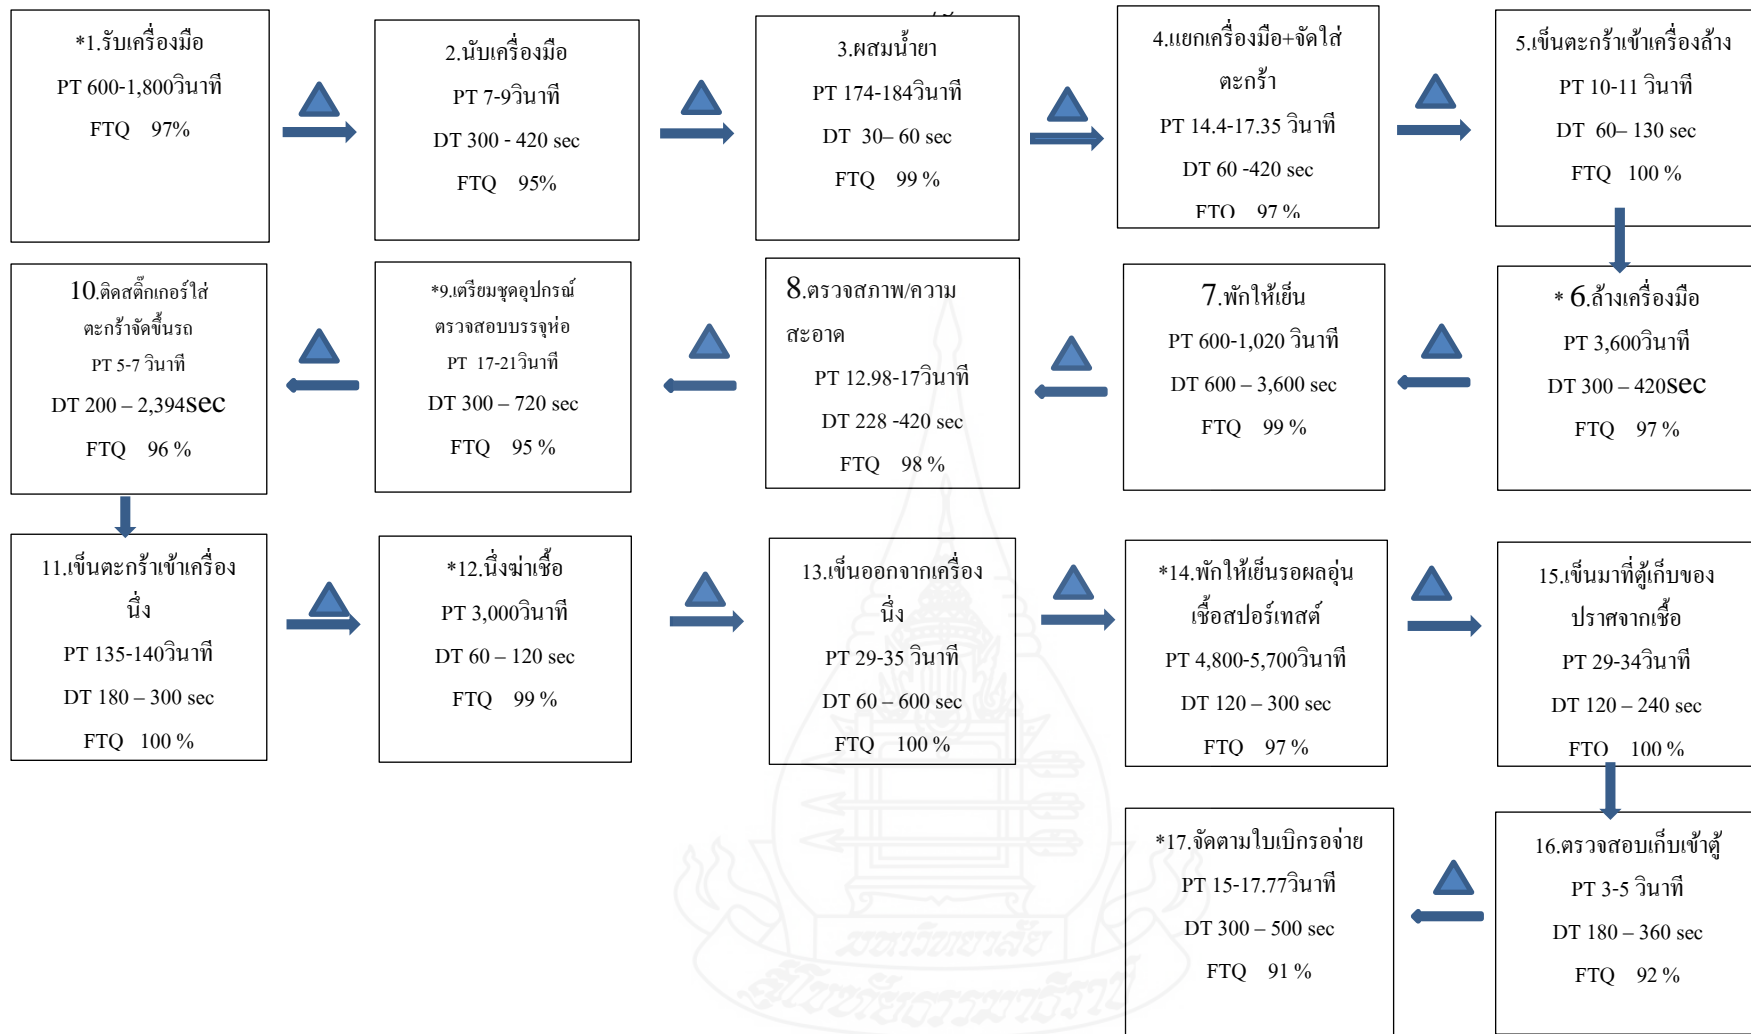 *1.รับเครื่องมือ
PT 600-1,800วินาที
FTQ 97%
2.นับเครื่องมือ
PT 7-9วินาที
DT 300 - 420 sec
FTQ 95%
3.ผสมน้ำยา
PT 174-184วินาที
DT 30– 60 sec
FTQ 99 %
4.แยกเครื่องมือ+จัดใส่
ตะกร้า
PT 14.4-17.35 วินาที
DT 60 -420 sec
FTQ 97 %
5.เข็นตะกร้าเข้าเครื่องล้าง
PT 10-11 วินาที
DT 60– 130 sec
FTQ 100 %
* 6.ล้างเครื่องมือ
PT 3,600วินาที
DT 300 – 420sec
FTQ 97 %
7.พักให้เย็น
PT 600-1,020 วินาที
DT 600 – 3,600 sec
FTQ 99 %
8.ตรวจสภาพ/ความ
สะอาด
PT 12.98-17วินาที
DT 228 -420 sec
FTQ 98 %
*9.เตรียมชุดอุปกรณ์
ตรวจสอบบรรจุห่อ
PT 17-21วินาที
DT 300 – 720 sec
FTQ 95 %
10.ติดสติ๊กเกอร์ใส่
ตะกร้าจัดขึ้นรถ
PT 5-7 วินาที
DT 200 – 2,394sec
FTQ 96 %
11.เข็นตะกร้าเข้าเครื่อง
นึ่ง
PT 135-140วินาที
DT 180 – 300 sec
FTQ 100 %
*12.นึ่งฆ่าเชื้อ
PT 3,000วินาที
DT 60 – 120 sec
FTQ 99 %
13.เข็นออกจากเครื่อง
นึ่ง
PT 29-35 วินาที
DT 60 – 600 sec
FTQ 100 %
*14.พักให้เย็นรอผลอุ่น
เชื้อสปอร์เทสต์
PT 4,800-5,700วินาที
DT 120 – 300 sec
FTQ 97 %
15.เข็นมาที่ตู้เก็บของ
ปราศจากเชื้อ
PT 29-34วินาที
DT 120 – 240 sec
FTQ 100 %
16.ตรวจสอบเก็บเข้าตู้
PT 3-5 วินาที
DT 180 – 360 sec
FTQ 92 %
*17.จัดตามใบเบิกรอจ่าย
PT 15-17.77วินาที
DT 300 – 500 sec
FTQ 91 %
มหาวิทยาลัย
สุโขทัยธรรมาธิราช